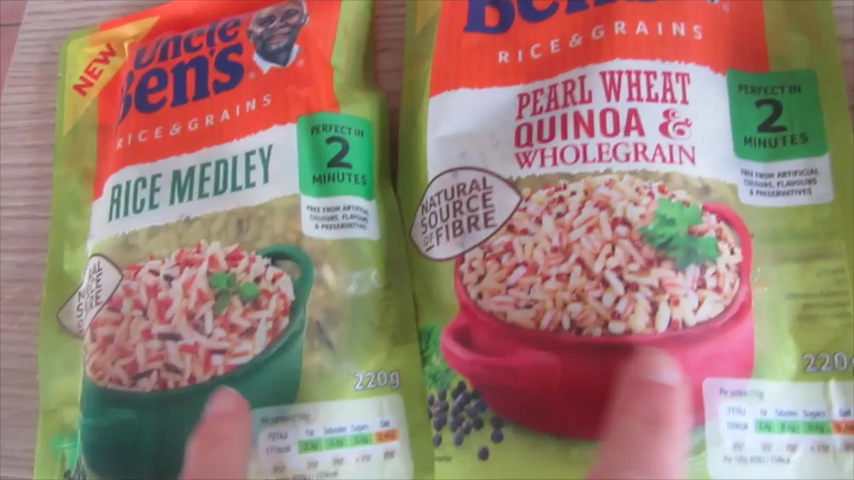 NEW
Uncle
Ben's
RICE & GRAINS
RICE MEDLEY
PERFECT IN
2
MINUTES
FREE FROM ARTIFICIAL
COLOURS, FLAVOURS
& PRESERVATIVES
220g
Ben's
RICE & GRAINS
PEARL WHEAT
QUINOA &
WHOLEGRAIN
PERFECT IN
2
MINUTES
FREE FROM ARTIFICIAL
COLOURS, FLAVOURS
& PRESERVATIVES
NATURAL
SOURCE
OF FIBRE
220g